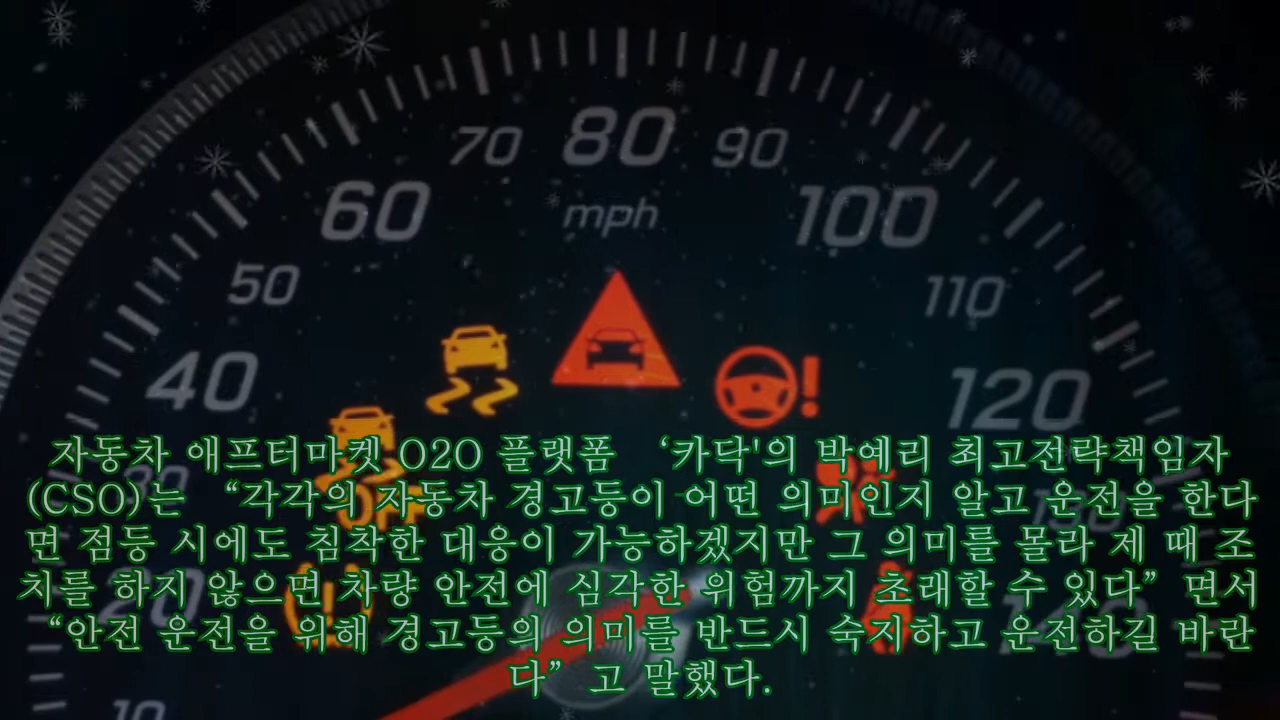 70 80 90
60 mph 100
50 110
40 120
자동차 애프터마켓 O2O 플랫폼 ‘카닥'의 박예리 최고전략책임자
30
(CSO)는 “각각의 자동차 경고등이 어떤 의미인지 알고 운전을 한다
OFF 130
면 점등 시에도 침착한 대응이 가능하겠지만 그 의미를 몰라 제 때 조
치를 하지 않으면 차량 안전에 심각한 위험까지 초래할 수 있다” 면서
20 140
“안전 운전을 위해 경고등의 의미를 반드시 숙지하고 운전하길 바란
다” 고 말했다.
10